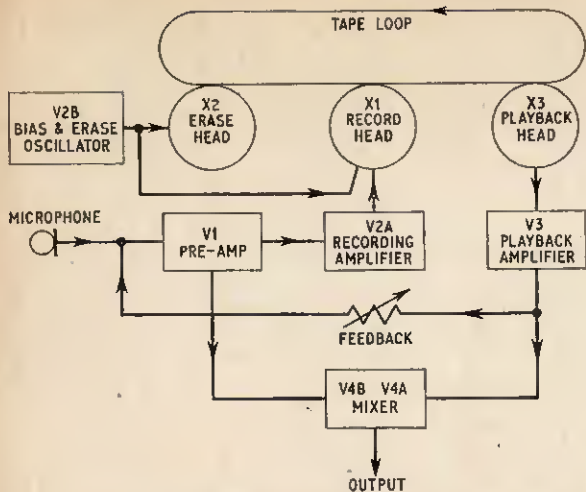 TAPE LOOP
X2
ERASE
HEAD
X1
RECORD
HEAD
X3
PLAYBACK
HEAD
V2B
BIAS & ERASE
OSCILLATOR
MICROPHONE
V1
PRE-AMP
V2A
RECORDING
AMPLIFIER
V3
PLAYBACK
AMPLIFIER
FEEDBACK
V4B V4A
MIXER
OUTPUT